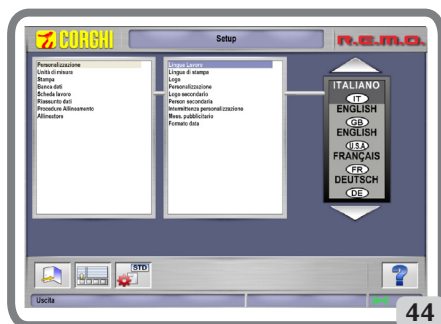 CORGHI
Setup
R.E.M.O.
Personalizzazione
Unità di misura
Stampa
Banca dati
Scheda lavoro
Riassunto dati
Procedure Allineamento
Allineatore
Lingua Lavoro
Lingua di stampa
Logo
Personalizzazione
Logo secondario
Person secondaria
Intermittenza personalizzazione
Mess. pubblicitario
Formato data
ITALIANO
IT
ENGLISH
GB
ENGLISH
U.S.A
FRANÇAIS
FR
DEUTSCH
DE
STD
?
Uscita
44